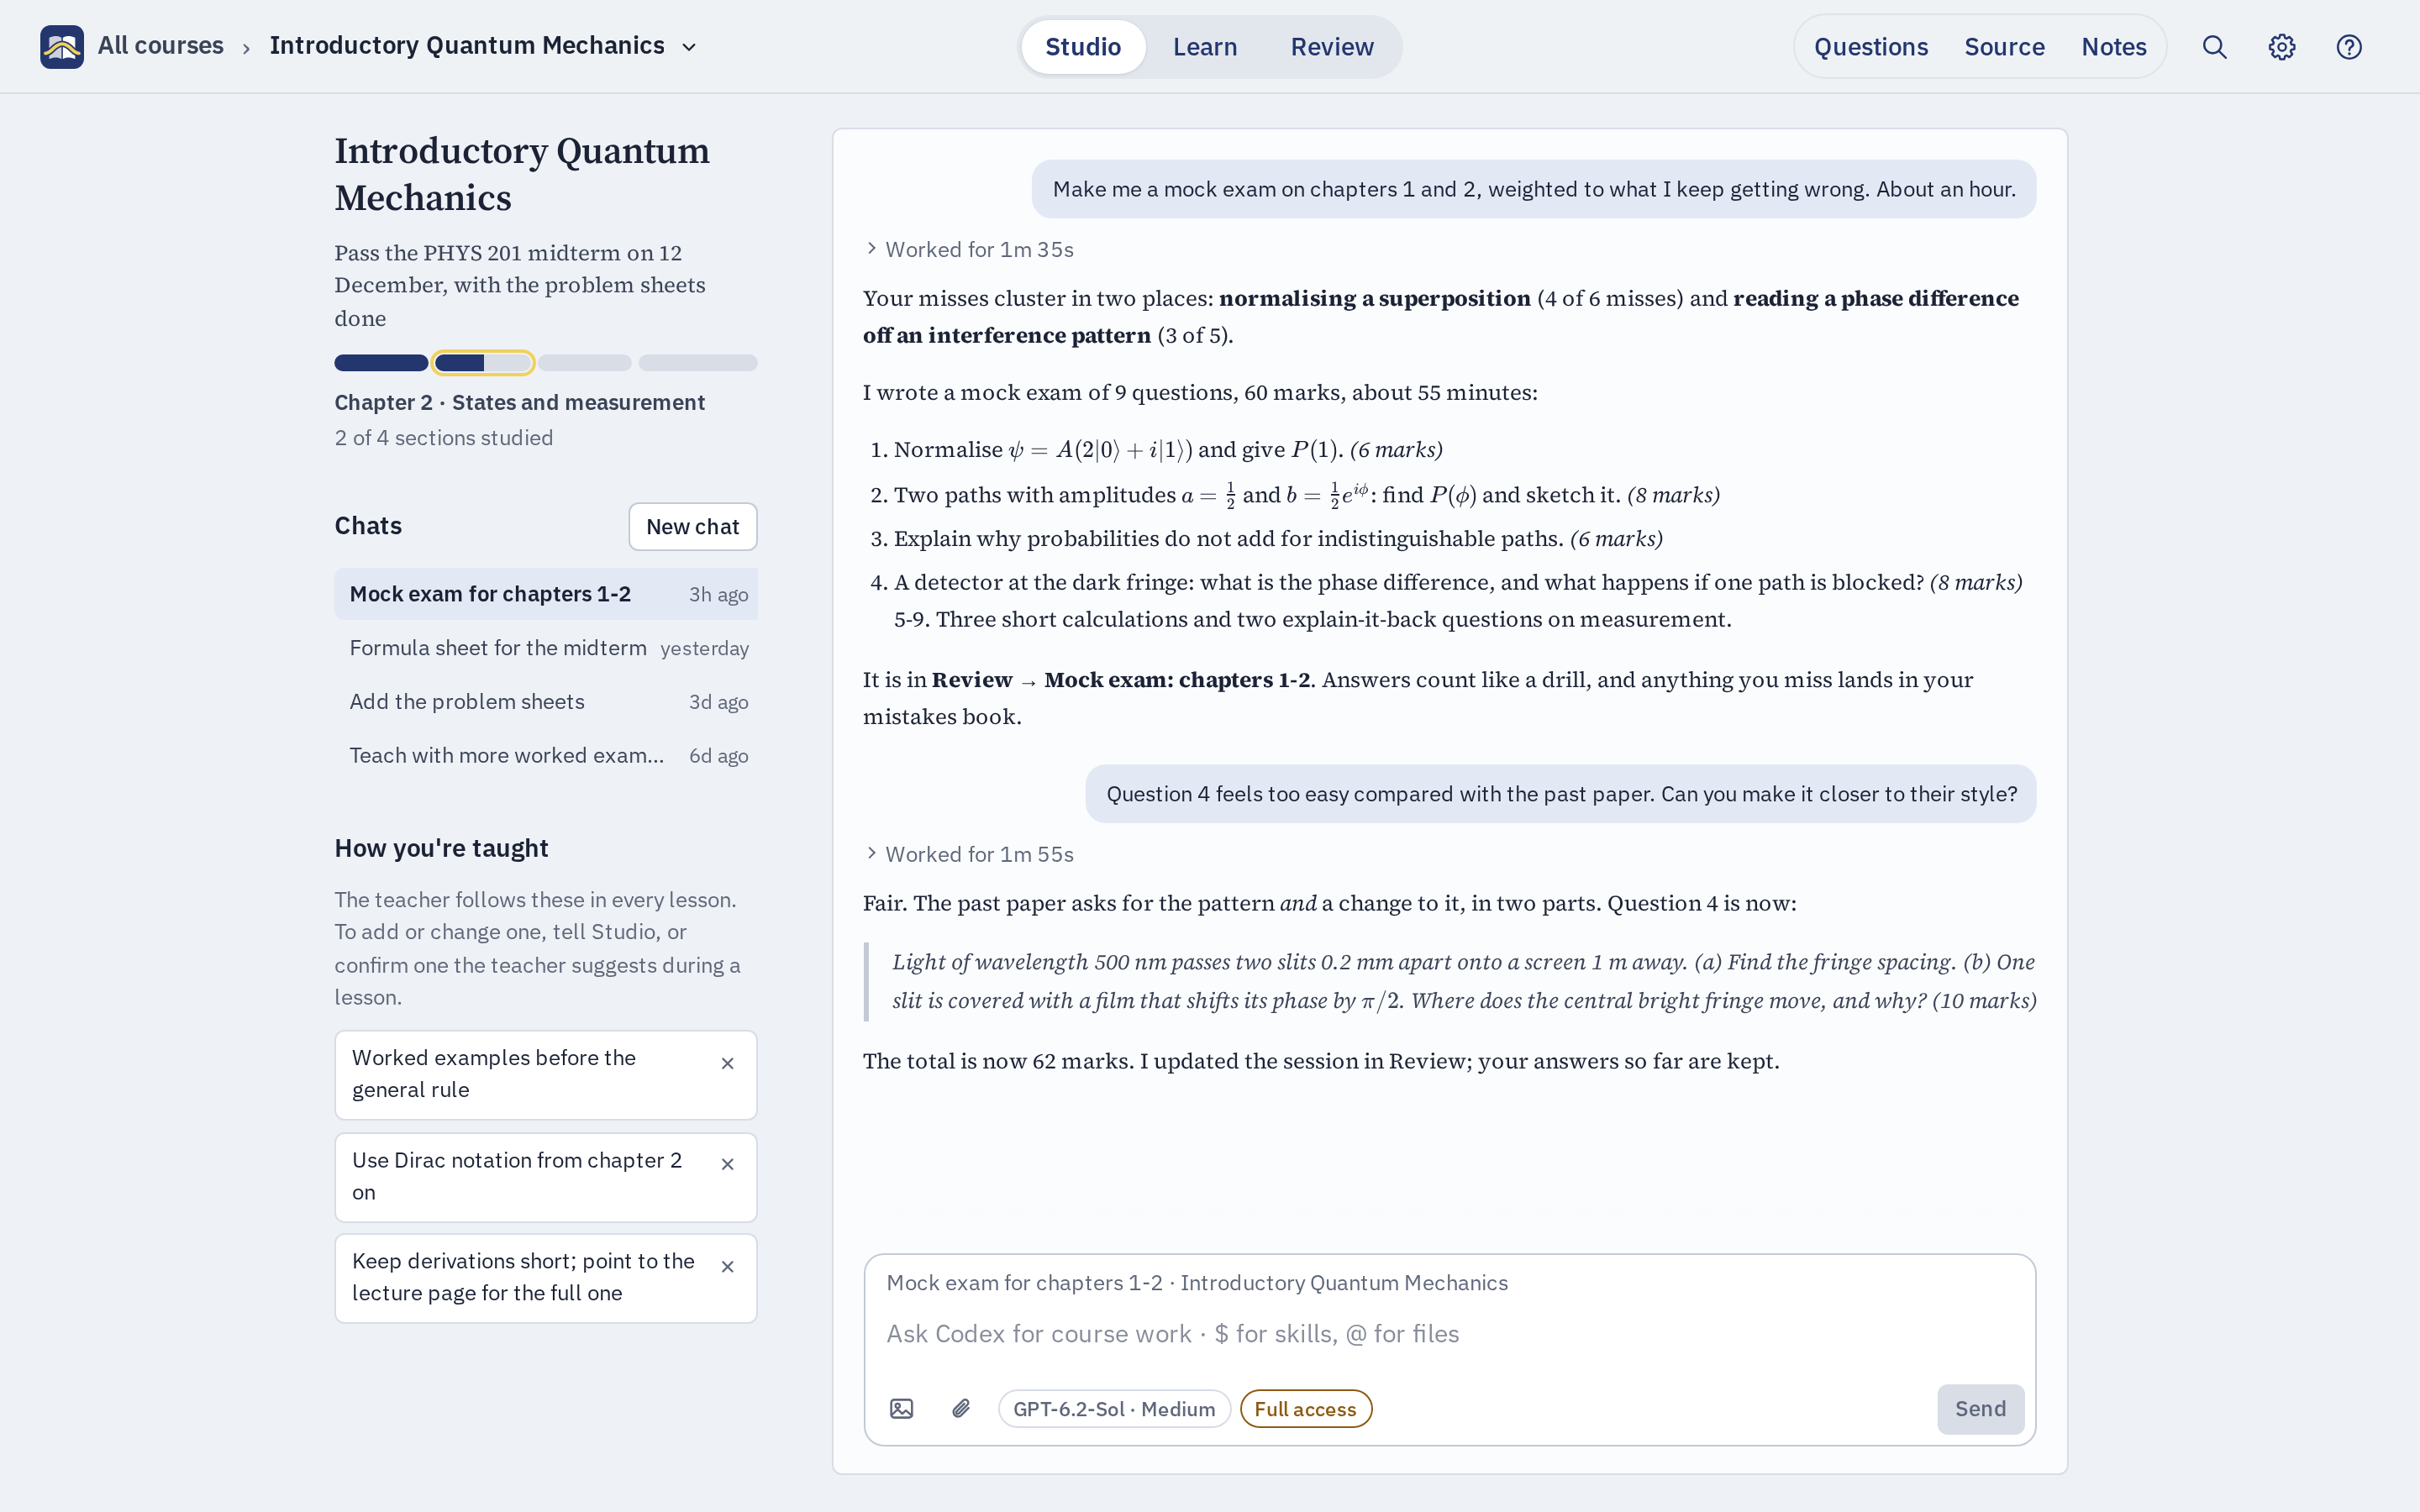 All courses › Introductory Quantum Mechanics
Studio Learn Review
Questions Source Notes
Introductory Quantum
Mechanics
Pass the PHYS 201 midterm on 12
December, with the problem sheets
done
Chapter 2 · States and measurement
2 of 4 sections studied
Chats
New chat
Mock exam for chapters 1-2 3h ago
Formula sheet for the midterm yesterday
Add the problem sheets 3d ago
Teach with more worked exam... 6d ago
How you're taught
The teacher follows these in every lesson.
To add or change one, tell Studio, or
confirm one the teacher suggests during a
lesson.
Worked examples before the
general rule
Use Dirac notation from chapter 2
on
Keep derivations short; point to the
lecture page for the full one
Make me a mock exam on chapters 1 and 2, weighted to what I keep getting wrong. About an hour.
Worked for 1m 35s
Your misses cluster in two places: normalising a superposition (4 of 6 misses) and reading a phase difference
off an interference pattern (3 of 5).
I wrote a mock exam of 9 questions, 60 marks, about 55 minutes:
1. Normalise ψ = A(2|0⟩ + i|1⟩) and give P(1). (6 marks)
2. Two paths with amplitudes a = 1/2 and b = 1/2 e^{iϕ}: find P(ϕ) and sketch it. (8 marks)
3. Explain why probabilities do not add for indistinguishable paths. (6 marks)
4. A detector at the dark fringe: what is the phase difference, and what happens if one path is blocked? (8 marks)
5-9. Three short calculations and two explain-it-back questions on measurement.
It is in Review → Mock exam: chapters 1-2. Answers count like a drill, and anything you miss lands in your
mistakes book.
Question 4 feels too easy compared with the past paper. Can you make it closer to their style?
Worked for 1m 55s
Fair. The past paper asks for the pattern and a change to it, in two parts. Question 4 is now:
Light of wavelength 500 nm passes two slits 0.2 mm apart onto a screen 1 m away. (a) Find the fringe spacing. (b) One
slit is covered with a film that shifts its phase by π/2. Where does the central bright fringe move, and why? (10 marks)
The total is now 62 marks. I updated the session in Review; your answers so far are kept.
Mock exam for chapters 1-2 · Introductory Quantum Mechanics
Ask Codex for course work · $ for skills, @ for files
GPT-6.2-Sol · Medium
Full access
Send